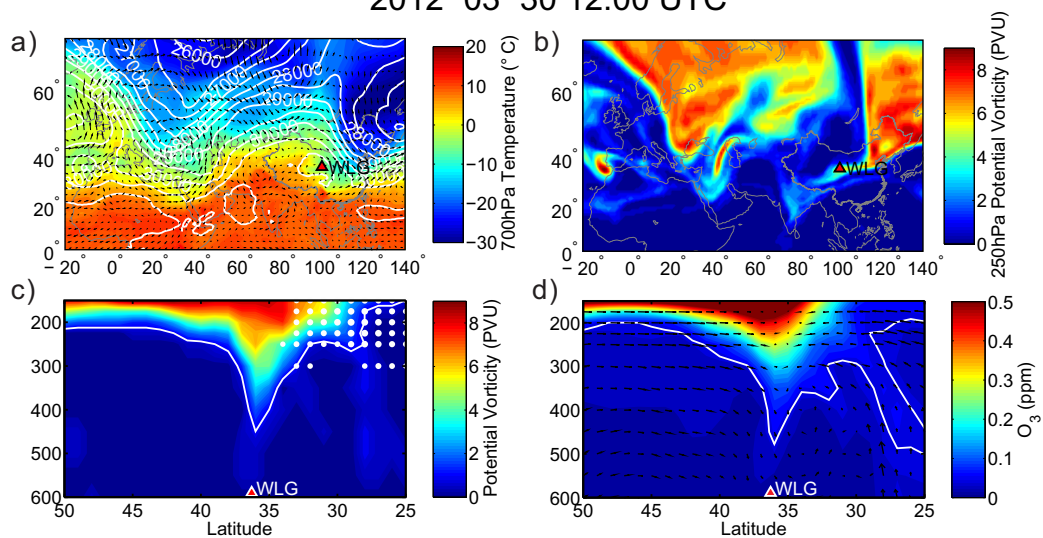 2012−03−30 12:00 UTC
a)
b)
60°
40°
20°
0°
−20° 0° 20° 40° 60° 80° 100° 120° 140°
26000
28000
29000
28000
WLG
20
10
0
−10
−20
−30
700hPa Temperature (° C)
60°
40°
20°
0°
−20° 0° 20° 40° 60° 80° 100° 120° 140°
WLG
8
6
4
2
0
250hPa Potential Vorticity (PVU)
c)
d)
200
300
400
500
600
50 45 40 35 30 25
Latitude
WLG
8
6
4
2
0
Potential Vorticity (PVU)
200
300
400
500
600
50 45 40 35 30 25
Latitude
WLG
0.5
0.4
0.3
0.2
0.1
0
O3 (ppm)